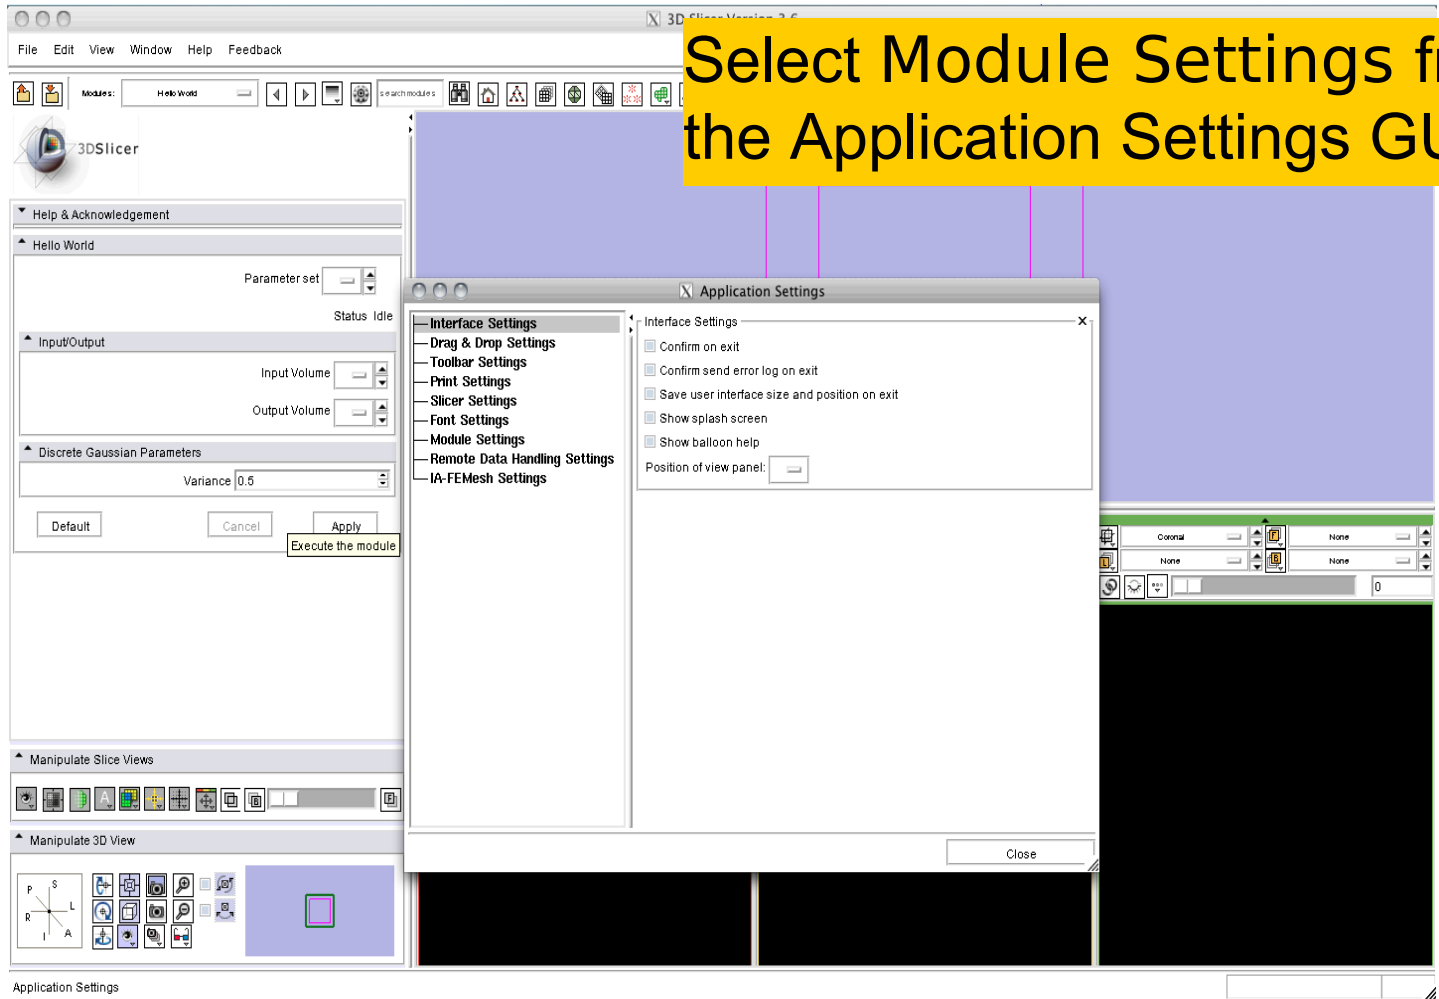 3D Slicer Version 3.6
File Edit View Window Help Feedback
Select Module Settings fr
the Application Settings GU
Modules: Hello World search modules
3DSlicer
Help & Acknowledgement
Hello World
Parameter set
Status Idle
Input/Output
Input Volume
Output Volume
Discrete Gaussian Parameters
Variance 0.5
Default Cancel Apply
Execute the module
Application Settings
Interface Settings
Drag & Drop Settings
Toolbar Settings
Print Settings
Slicer Settings
Font Settings
Module Settings
Remote Data Handling Settings
IA-FEMesh Settings
Interface Settings
Confirm on exit
Confirm send error log on exit
Save user interface size and position on exit
Show splash screen
Show balloon help
Position of view panel:
Close
Coronal None
None None
0
Manipulate Slice Views
Manipulate 3D View
P S
R L
I A
Application Settings